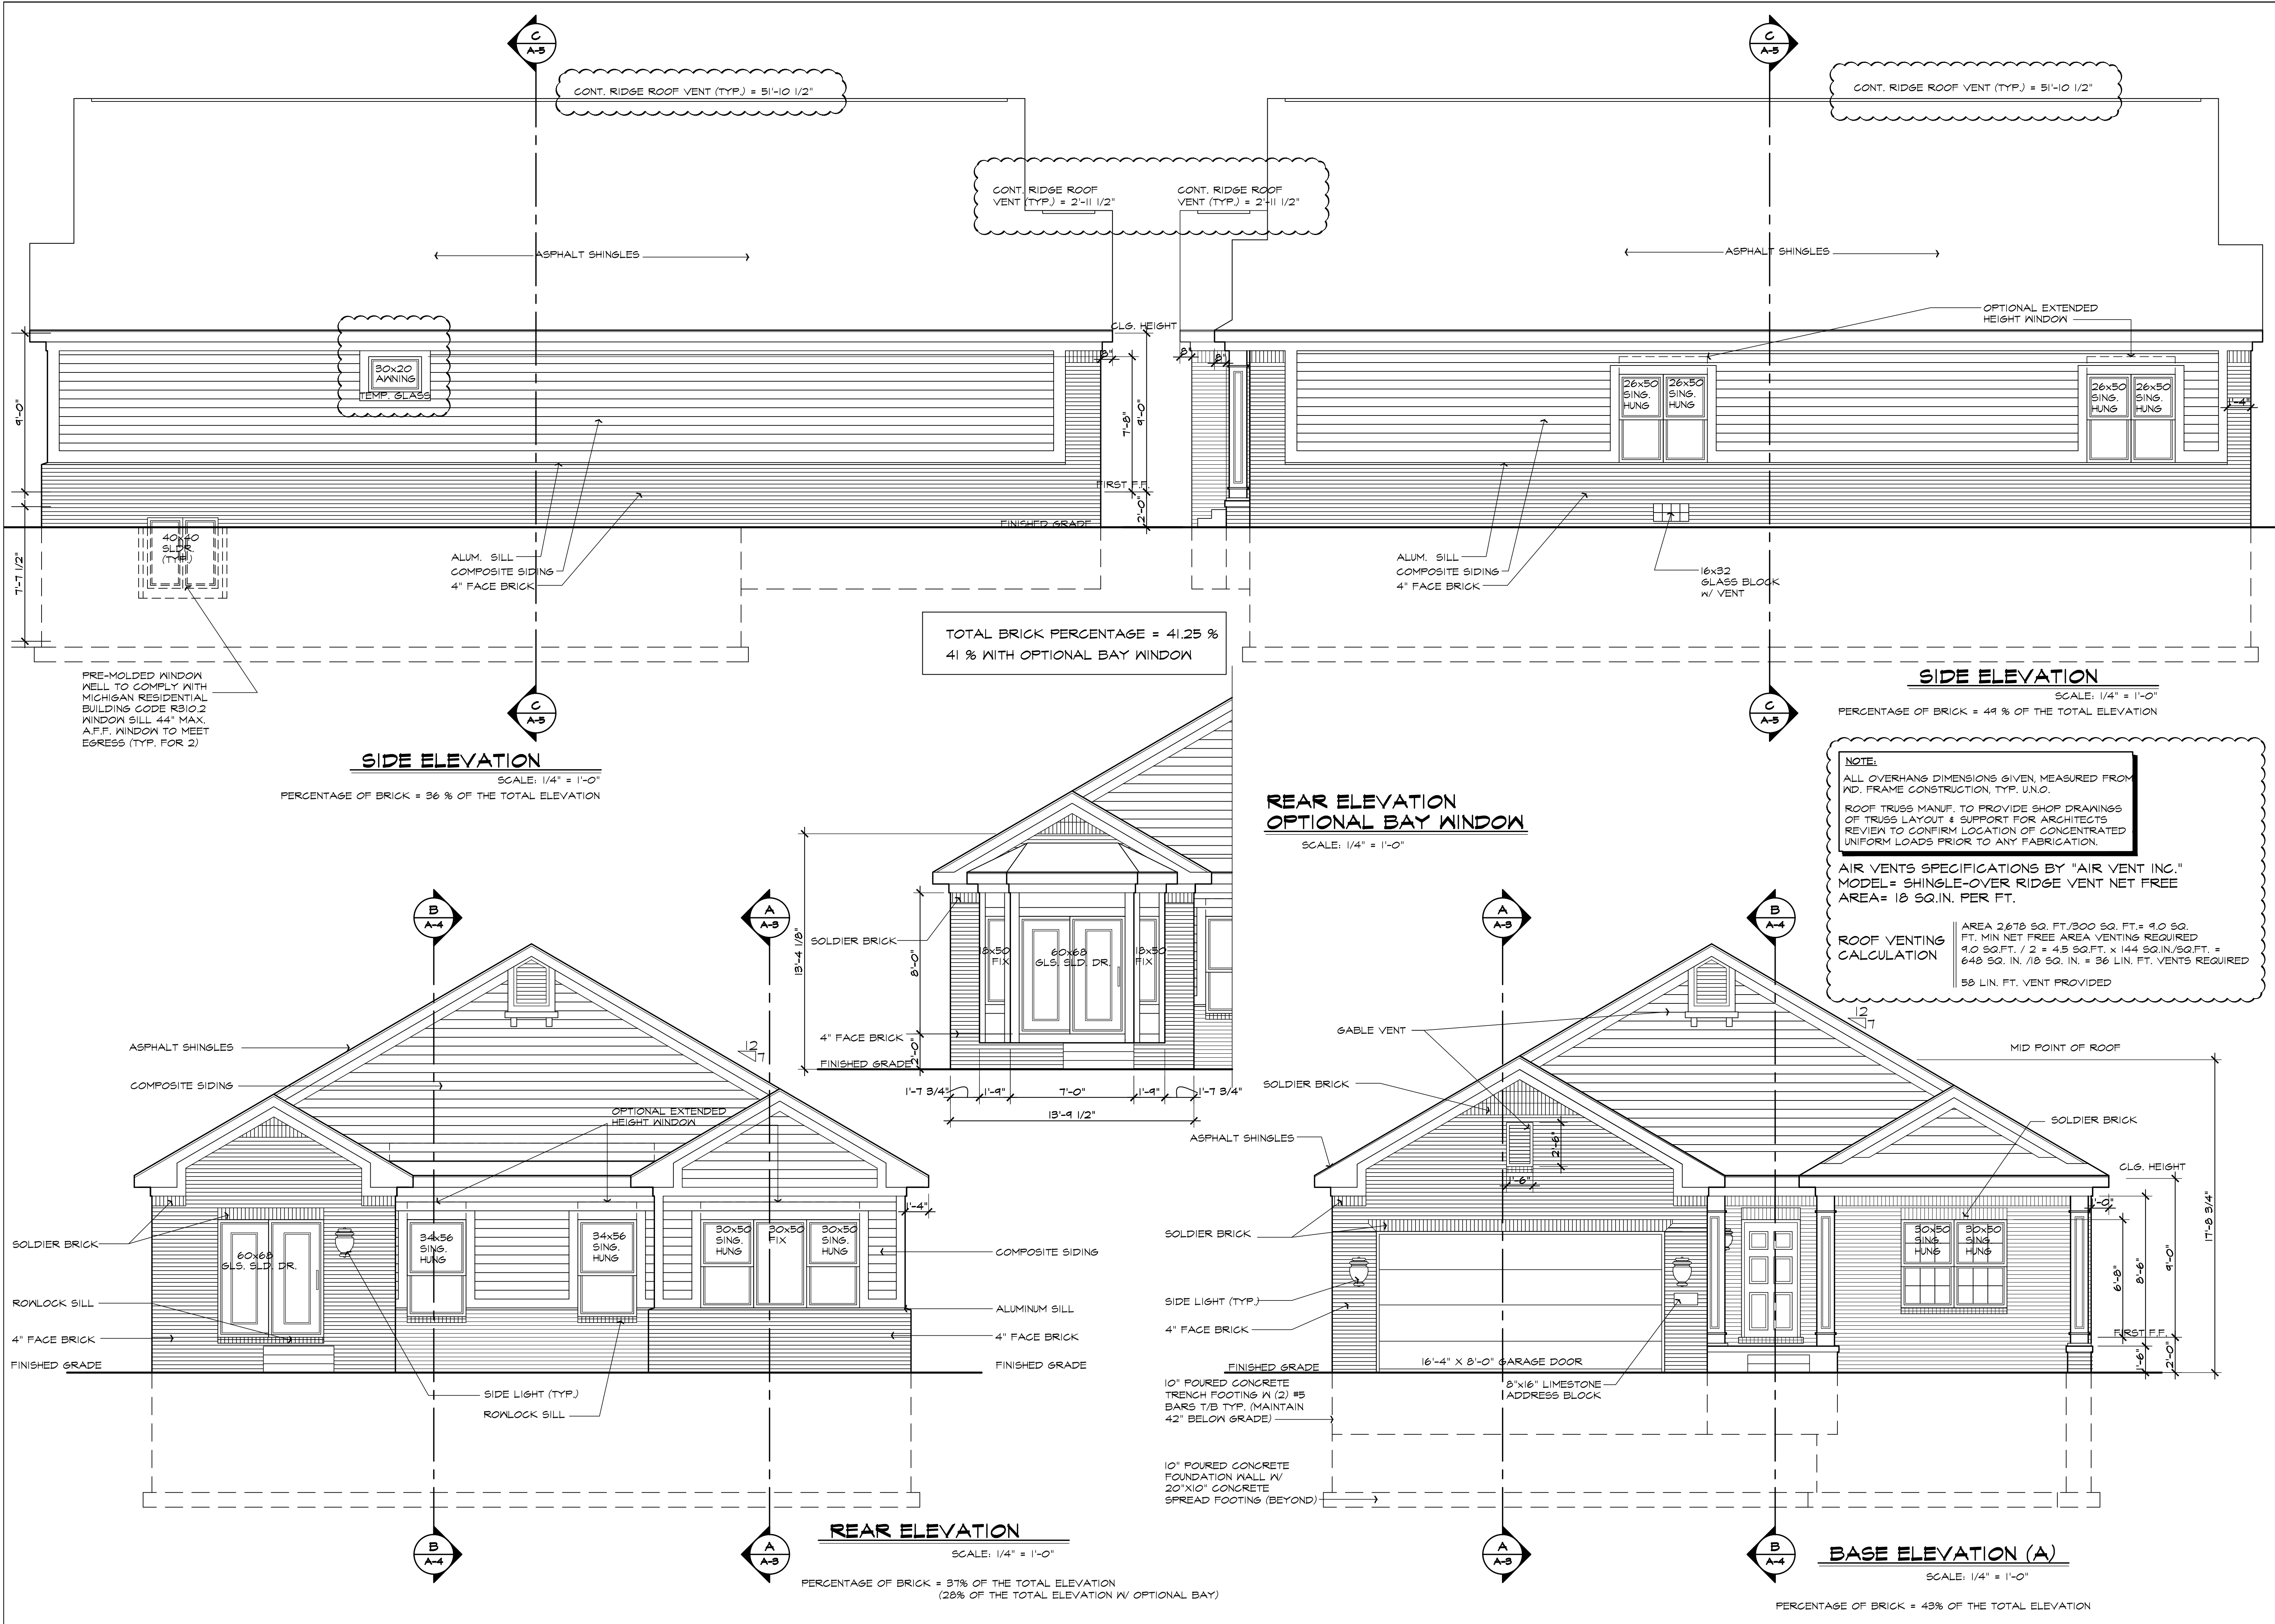 C
A-5
CONT. RIDGE ROOF VENT (TYP.) = 51'-10 1/2"
C
A-5
CONT. RIDGE ROOF VENT (TYP.) = 51'-10 1/2"
CONT. RIDGE ROOF
VENT (TYP.) = 2'-11 1/2"
CONT. RIDGE ROOF
VENT (TYP.) = 2'-11 1/2"
ASPHALT SHINGLES
ASPHALT SHINGLES
OPTIONAL EXTENDED
HEIGHT WINDOW
CLG. HEIGHT
30x20
AWNING
TEMP. GLASS
8"
8"
8"
9'-0"
7'-8"
9'-0"
26x50
SING.
HUNG
26x50
SING.
HUNG
26x50
SING.
HUNG
26x50
SING.
HUNG
1'-4"
FIRST F.F.
2'-0"
FINISHED GRADE
40x40
SLDR.
(TYP.)
7'-7 1/2"
ALUM. SILL
COMPOSITE SIDING
4" FACE BRICK
ALUM. SILL
COMPOSITE SIDING
4" FACE BRICK
16x32
GLASS BLOCK
W/ VENT
TOTAL BRICK PERCENTAGE = 41.25 %
41 % WITH OPTIONAL BAY WINDOW
PRE-MOLDED WINDOW
WELL TO COMPLY WITH
MICHIGAN RESIDENTIAL
BUILDING CODE R310.2
WINDOW SILL 44" MAX.
A.F.F. WINDOW TO MEET
EGRESS (TYP. FOR 2)
C
A-5
C
A-5
SIDE ELEVATION
SCALE: 1/4" = 1'-0"
PERCENTAGE OF BRICK = 36 % OF THE TOTAL ELEVATION
SIDE ELEVATION
SCALE: 1/4" = 1'-0"
PERCENTAGE OF BRICK = 49 % OF THE TOTAL ELEVATION
NOTE:
ALL OVERHANG DIMENSIONS GIVEN, MEASURED FROM
WD. FRAME CONSTRUCTION, TYP. U.N.O.
ROOF TRUSS MANUF. TO PROVIDE SHOP DRAWINGS
OF TRUSS LAYOUT & SUPPORT FOR ARCHITECTS
REVIEW TO CONFIRM LOCATION OF CONCENTRATED
UNIFORM LOADS PRIOR TO ANY FABRICATION.
AIR VENTS SPECIFICATIONS BY "AIR VENT INC."
MODEL= SHINGLE-OVER RIDGE VENT NET FREE
AREA= 18 SQ.IN. PER FT.
ROOF VENTING
CALCULATION
AREA 2,678 SQ. FT./300 SQ. FT.= 9.0 SQ.
FT. MIN NET FREE AREA VENTING REQUIRED
9.0 SQ.FT. / 2 = 4.5 SQ.FT. x 144 SQ.IN./SQ.FT. =
648 SQ. IN. /18 SQ. IN. = 36 LIN. FT. VENTS REQUIRED
58 LIN. FT. VENT PROVIDED
REAR ELEVATION
OPTIONAL BAY WINDOW
SCALE: 1/4" = 1'-0"
13'-4 1/8"
8'-0"
2'-0"
SOLDIER BRICK
18x50
FIX
60x68
GLS. SLD. DR.
18x50
FIX
4" FACE BRICK
FINISHED GRADE
1'-7 3/4"
1'-9"
7'-0"
1'-9"
1'-7 3/4"
13'-9 1/2"
B
A-4
A
A-3
12
7
ASPHALT SHINGLES
COMPOSITE SIDING
OPTIONAL EXTENDED
HEIGHT WINDOW
1'-4"
SOLDIER BRICK
60x68
GLS. SLD. DR.
34x56
SING.
HUNG
34x56
SING.
HUNG
30x50
SING.
HUNG
30x50
FIX
30x50
SING.
HUNG
COMPOSITE SIDING
ROWLOCK SILL
ALUMINUM SILL
4" FACE BRICK
4" FACE BRICK
FINISHED GRADE
FINISHED GRADE
SIDE LIGHT (TYP.)
ROWLOCK SILL
B
A-4
A
A-3
REAR ELEVATION
SCALE: 1/4" = 1'-0"
PERCENTAGE OF BRICK = 37% OF THE TOTAL ELEVATION
(28% OF THE TOTAL ELEVATION W/ OPTIONAL BAY)
A
A-3
B
A-4
GABLE VENT
12
7
MID POINT OF ROOF
SOLDIER BRICK
SOLDIER BRICK
ASPHALT SHINGLES
2'-6"
1'-6"
CLG. HEIGHT
1'-0"
SOLDIER BRICK
30x50
SING.
HUNG
30x50
SING.
HUNG
6'-8"
8'-6"
9'-0"
17'-8 3/4"
SIDE LIGHT (TYP.)
4" FACE BRICK
FIRST F.F.
1'-6"
2'-0"
FINISHED GRADE
16'-4" X 8'-0" GARAGE DOOR
8"x16" LIMESTONE
ADDRESS BLOCK
10" POURED CONCRETE
TRENCH FOOTING W (2) #5
BARS T/B TYP. (MAINTAIN
42" BELOW GRADE)
10" POURED CONCRETE
FOUNDATION WALL W/
20"X10" CONCRETE
SPREAD FOOTING (BEYOND)
A
A-3
B
A-4
BASE ELEVATION (A)
SCALE: 1/4" = 1'-0"
PERCENTAGE OF BRICK = 43% OF THE TOTAL ELEVATION